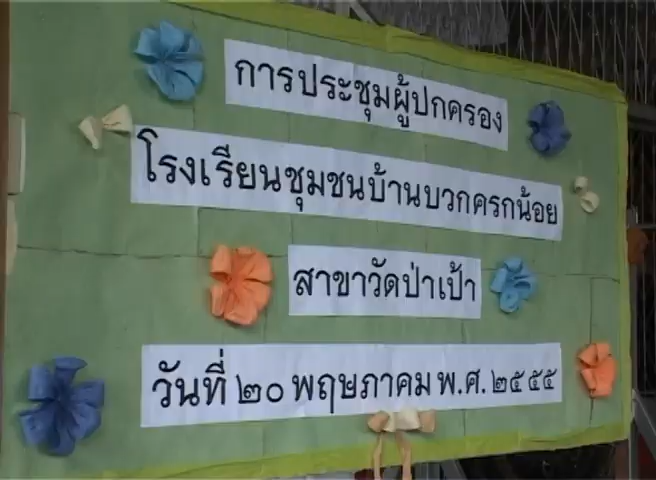 การประชุมผู้ปกครอง
โรงเรียนชุมชนบ้านบวกครกน้อย
สาขาวัดป่าเป้า
วันที่ ๒๐ พฤษภาคม พ.ศ. ๒๕๕๕